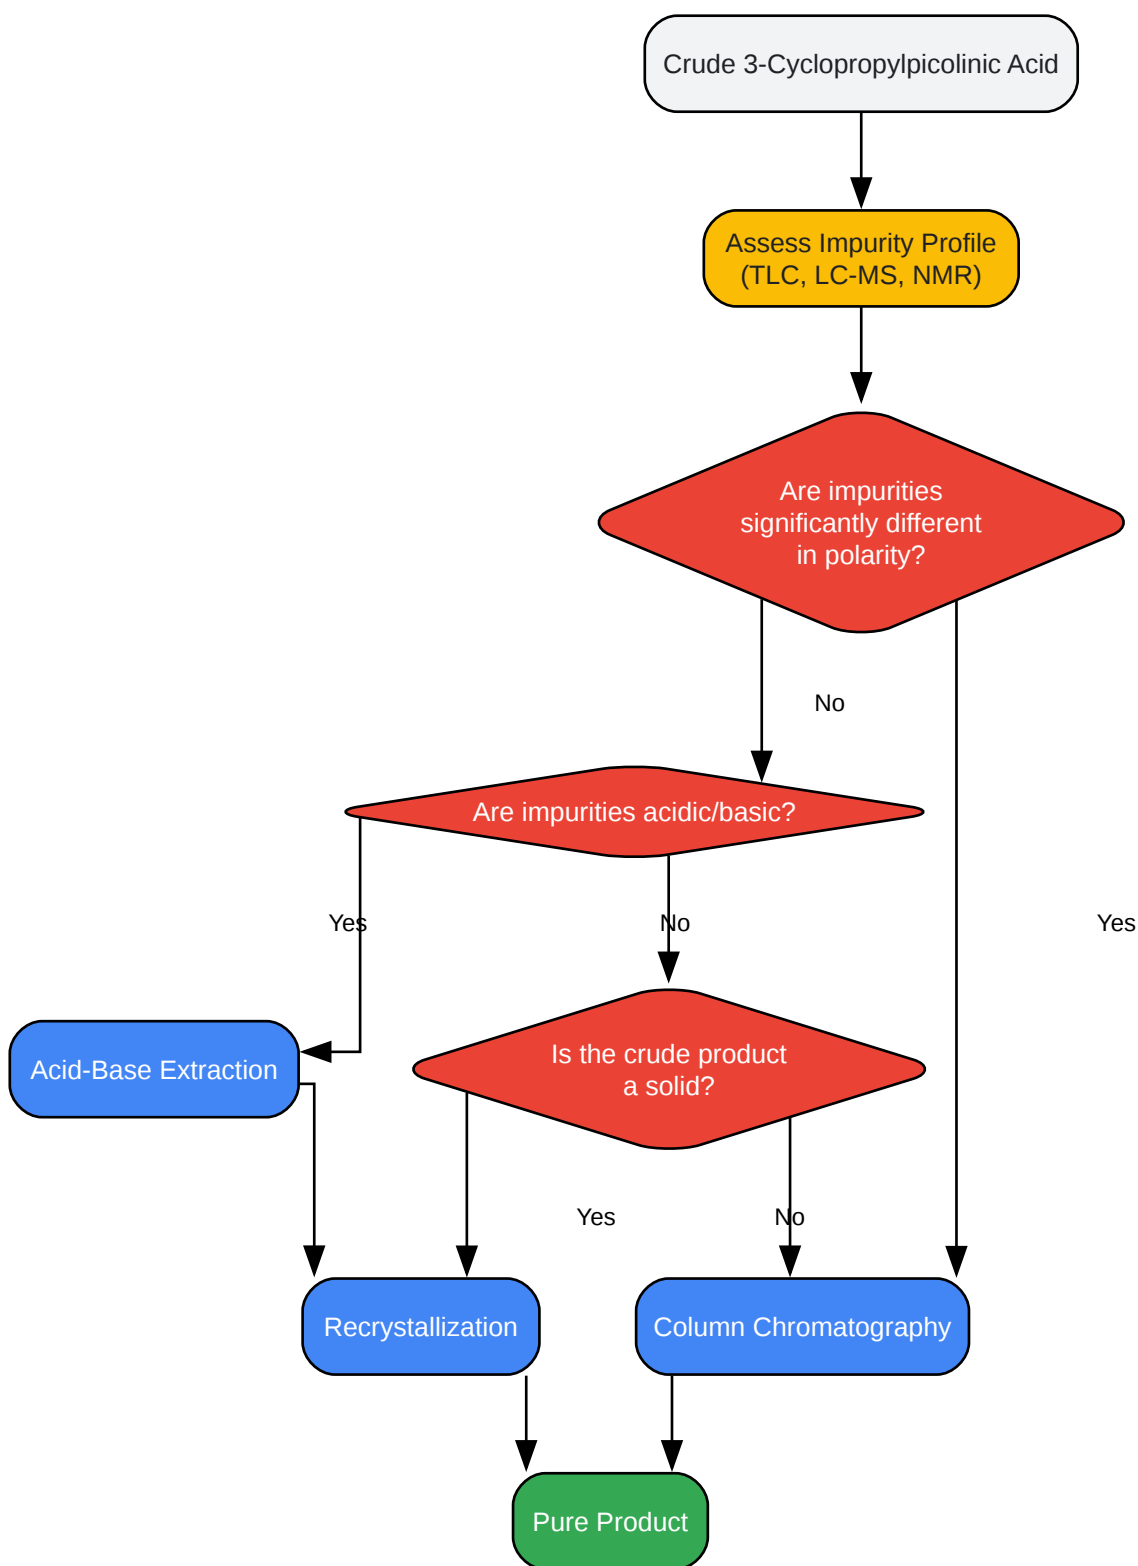 Crude 3-Cyclopropylpicolinic Acid
Assess Impurity Profile
(TLC, LC-MS, NMR)
Are impurities
significantly different
in polarity?
No
Are impurities acidic/basic?
Yes
No
Yes
Is the crude product
a solid?
Acid-Base Extraction
Yes
No
Recrystallization
Column Chromatography
Pure Product